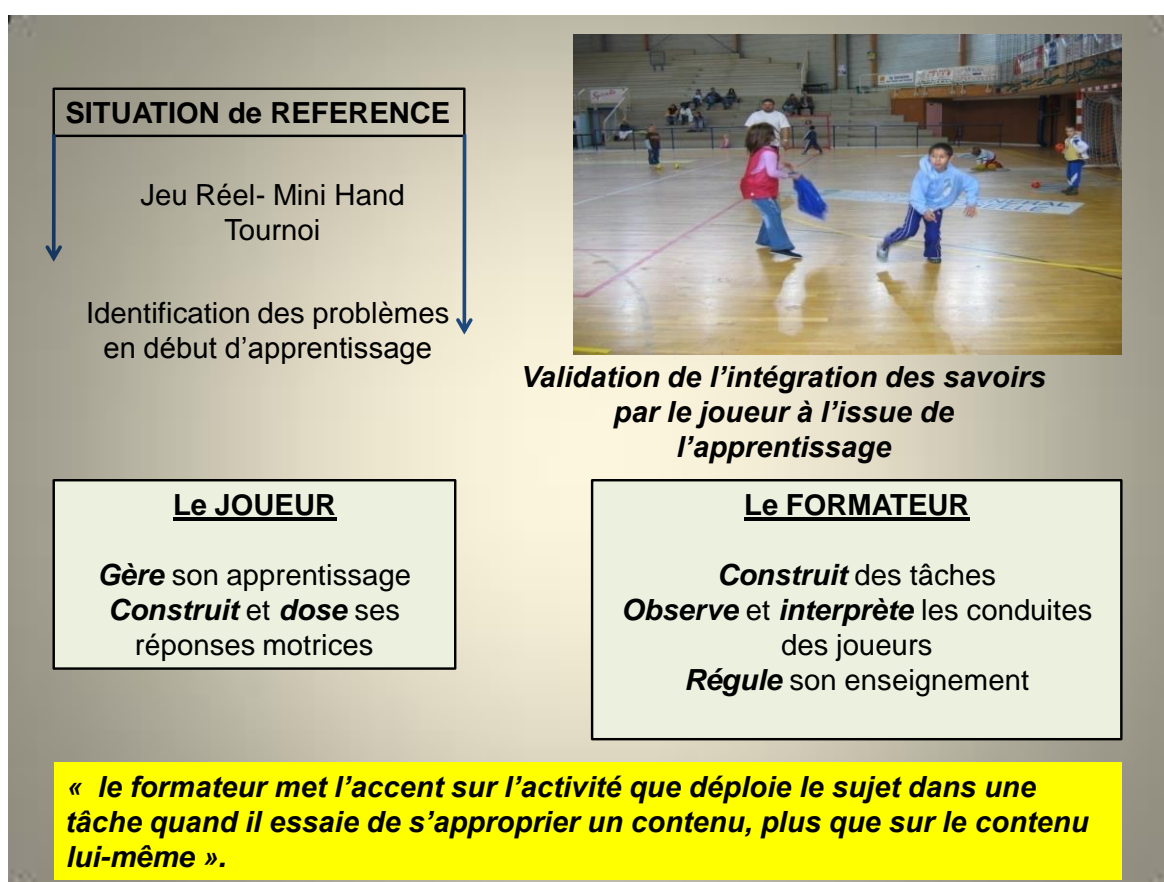 SITUATION de REFERENCE
Jeu Réel- Mini Hand
Tournoi
Identification des problèmes
en début d’apprentissage
Validation de l’intégration des savoirs
par le joueur à l’issue de
l’apprentissage
Le JOUEUR
Gère son apprentissage
Construit et dose ses
réponses motrices
Le FORMATEUR
Construit des tâches
Observe et interprète les conduites
des joueurs
Régule son enseignement
«  le formateur met l’accent sur l’activité que déploie le sujet dans une
tâche quand il essaie de s’approprier un contenu, plus que sur le contenu
lui-même ».